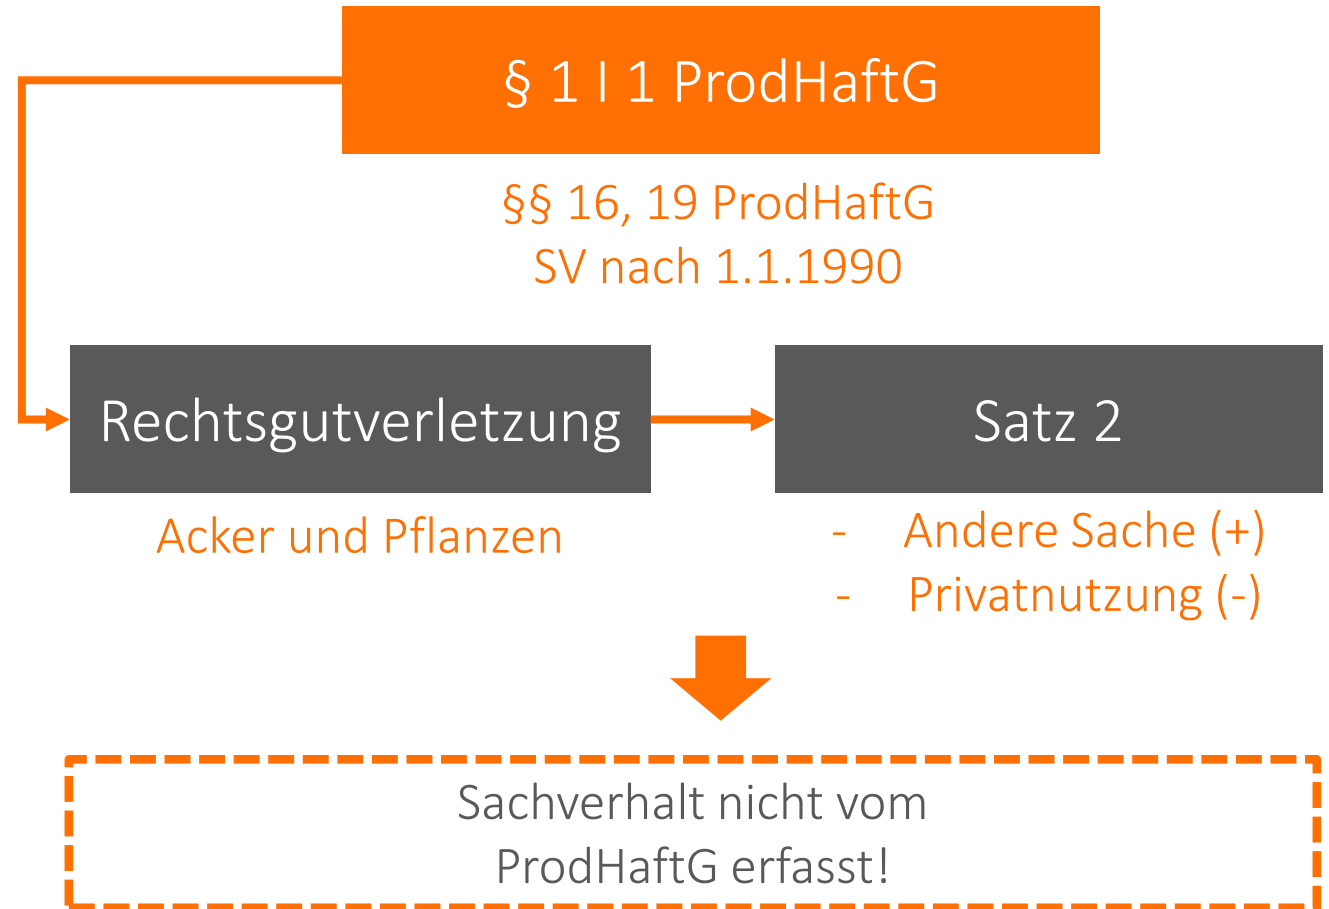 § 1 I 1 ProdHaftG
§§ 16, 19 ProdHaftG
SV nach 1.1.1990
Rechtsgutverletzung
Acker und Pflanzen
Satz 2
- Andere Sache (+)
- Privatnutzung (-)
Sachverhalt nicht vom
ProdHaftG erfasst!